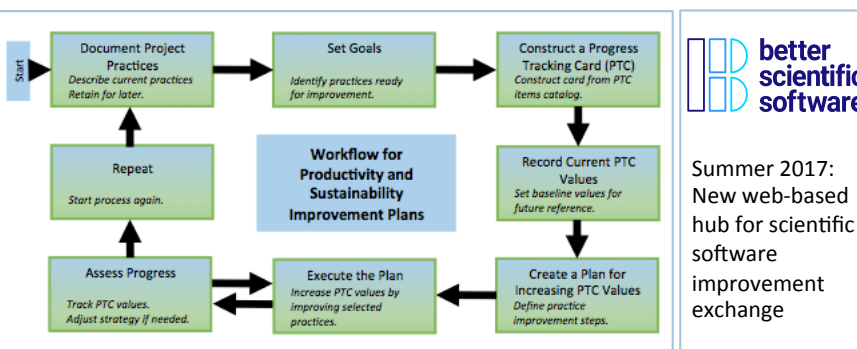 Start
Document Project
Practices
Describe current practices
Retain for later.
Set Goals
Identify practices ready
for improvement.
Construct a Progress
Tracking Card (PTC)
Construct card from PTC
items catalog.
Record Current PTC
Values
Set baseline values for
future reference.
Create a Plan for
Increasing PTC Values
Define practice
improvement steps.
Execute the Plan
Increase PTC values by
improving selected
practices.
Assess Progress
Track PTC values.
Adjust strategy if needed.
Repeat
Start process again.
Workflow for
Productivity and
Sustainability
Improvement Plans
better
scientific
software
Summer 2017:
New web-based
hub for scientific
software
improvement
exchange